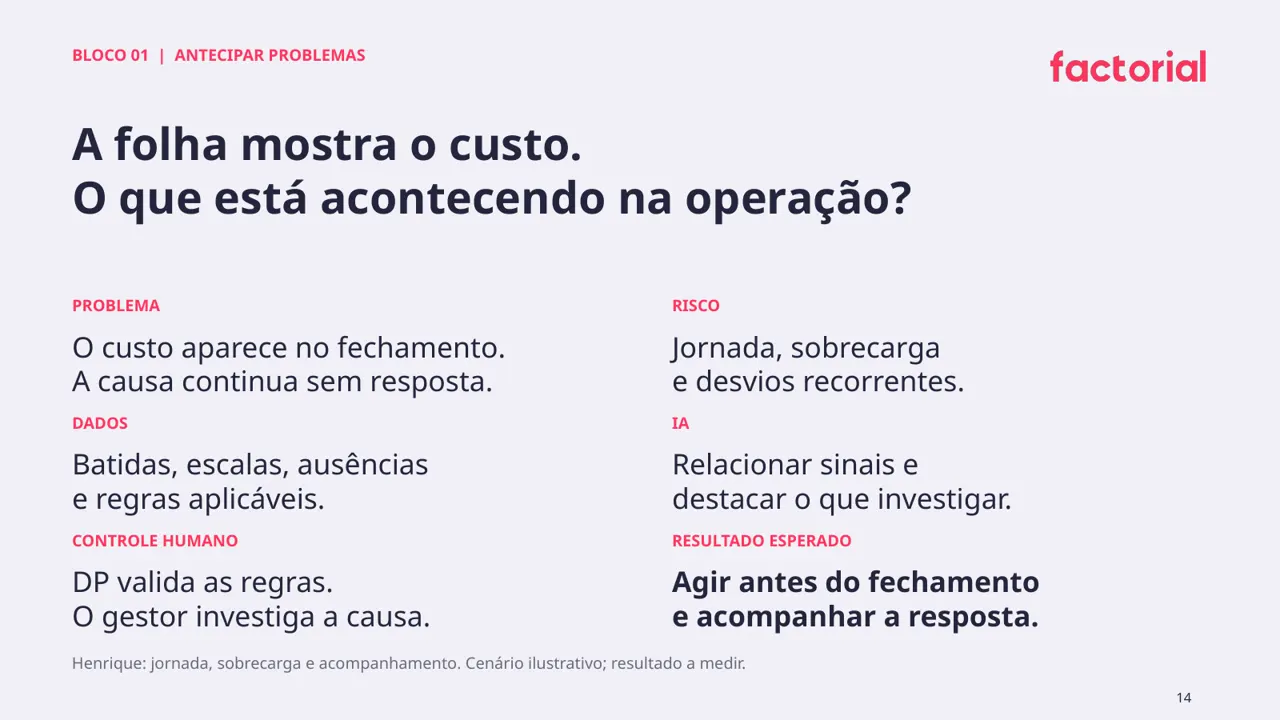 BLOCO 01 | ANTECIPAR PROBLEMAS
factorial
A folha mostra o custo.
O que está acontecendo na operação?
PROBLEMA
O custo aparece no fechamento.
A causa continua sem resposta.
RISCO
Jornada, sobrecarga
e desvios recorrentes.
DADOS
Batidas, escalas, ausências
e regras aplicáveis.
IA
Relacionar sinais e
destacar o que investigar.
CONTROLE HUMANO
DP valida as regras.
O gestor investiga a causa.
RESULTADO ESPERADO
Agir antes do fechamento
e acompanhar a resposta.
Henrique: jornada, sobrecarga e acompanhamento. Cenário ilustrativo; resultado a medir.
14